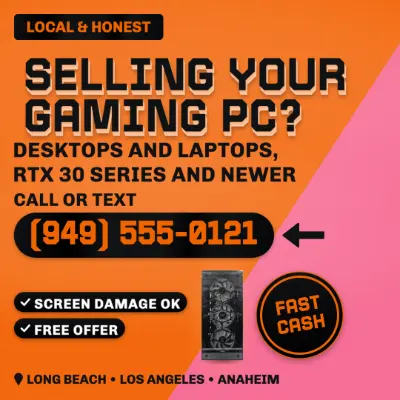 LOCAL & HONEST
SELLING YOUR
GAMING PC?
DESKTOPS AND LAPTOPS,
RTX 30 SERIES AND NEWER
CALL OR TEXT
(949) 555-0121
SCREEN DAMAGE OK
FREE OFFER
FAST
CASH
LONG BEACH • LOS ANGELES • ANAHEIM